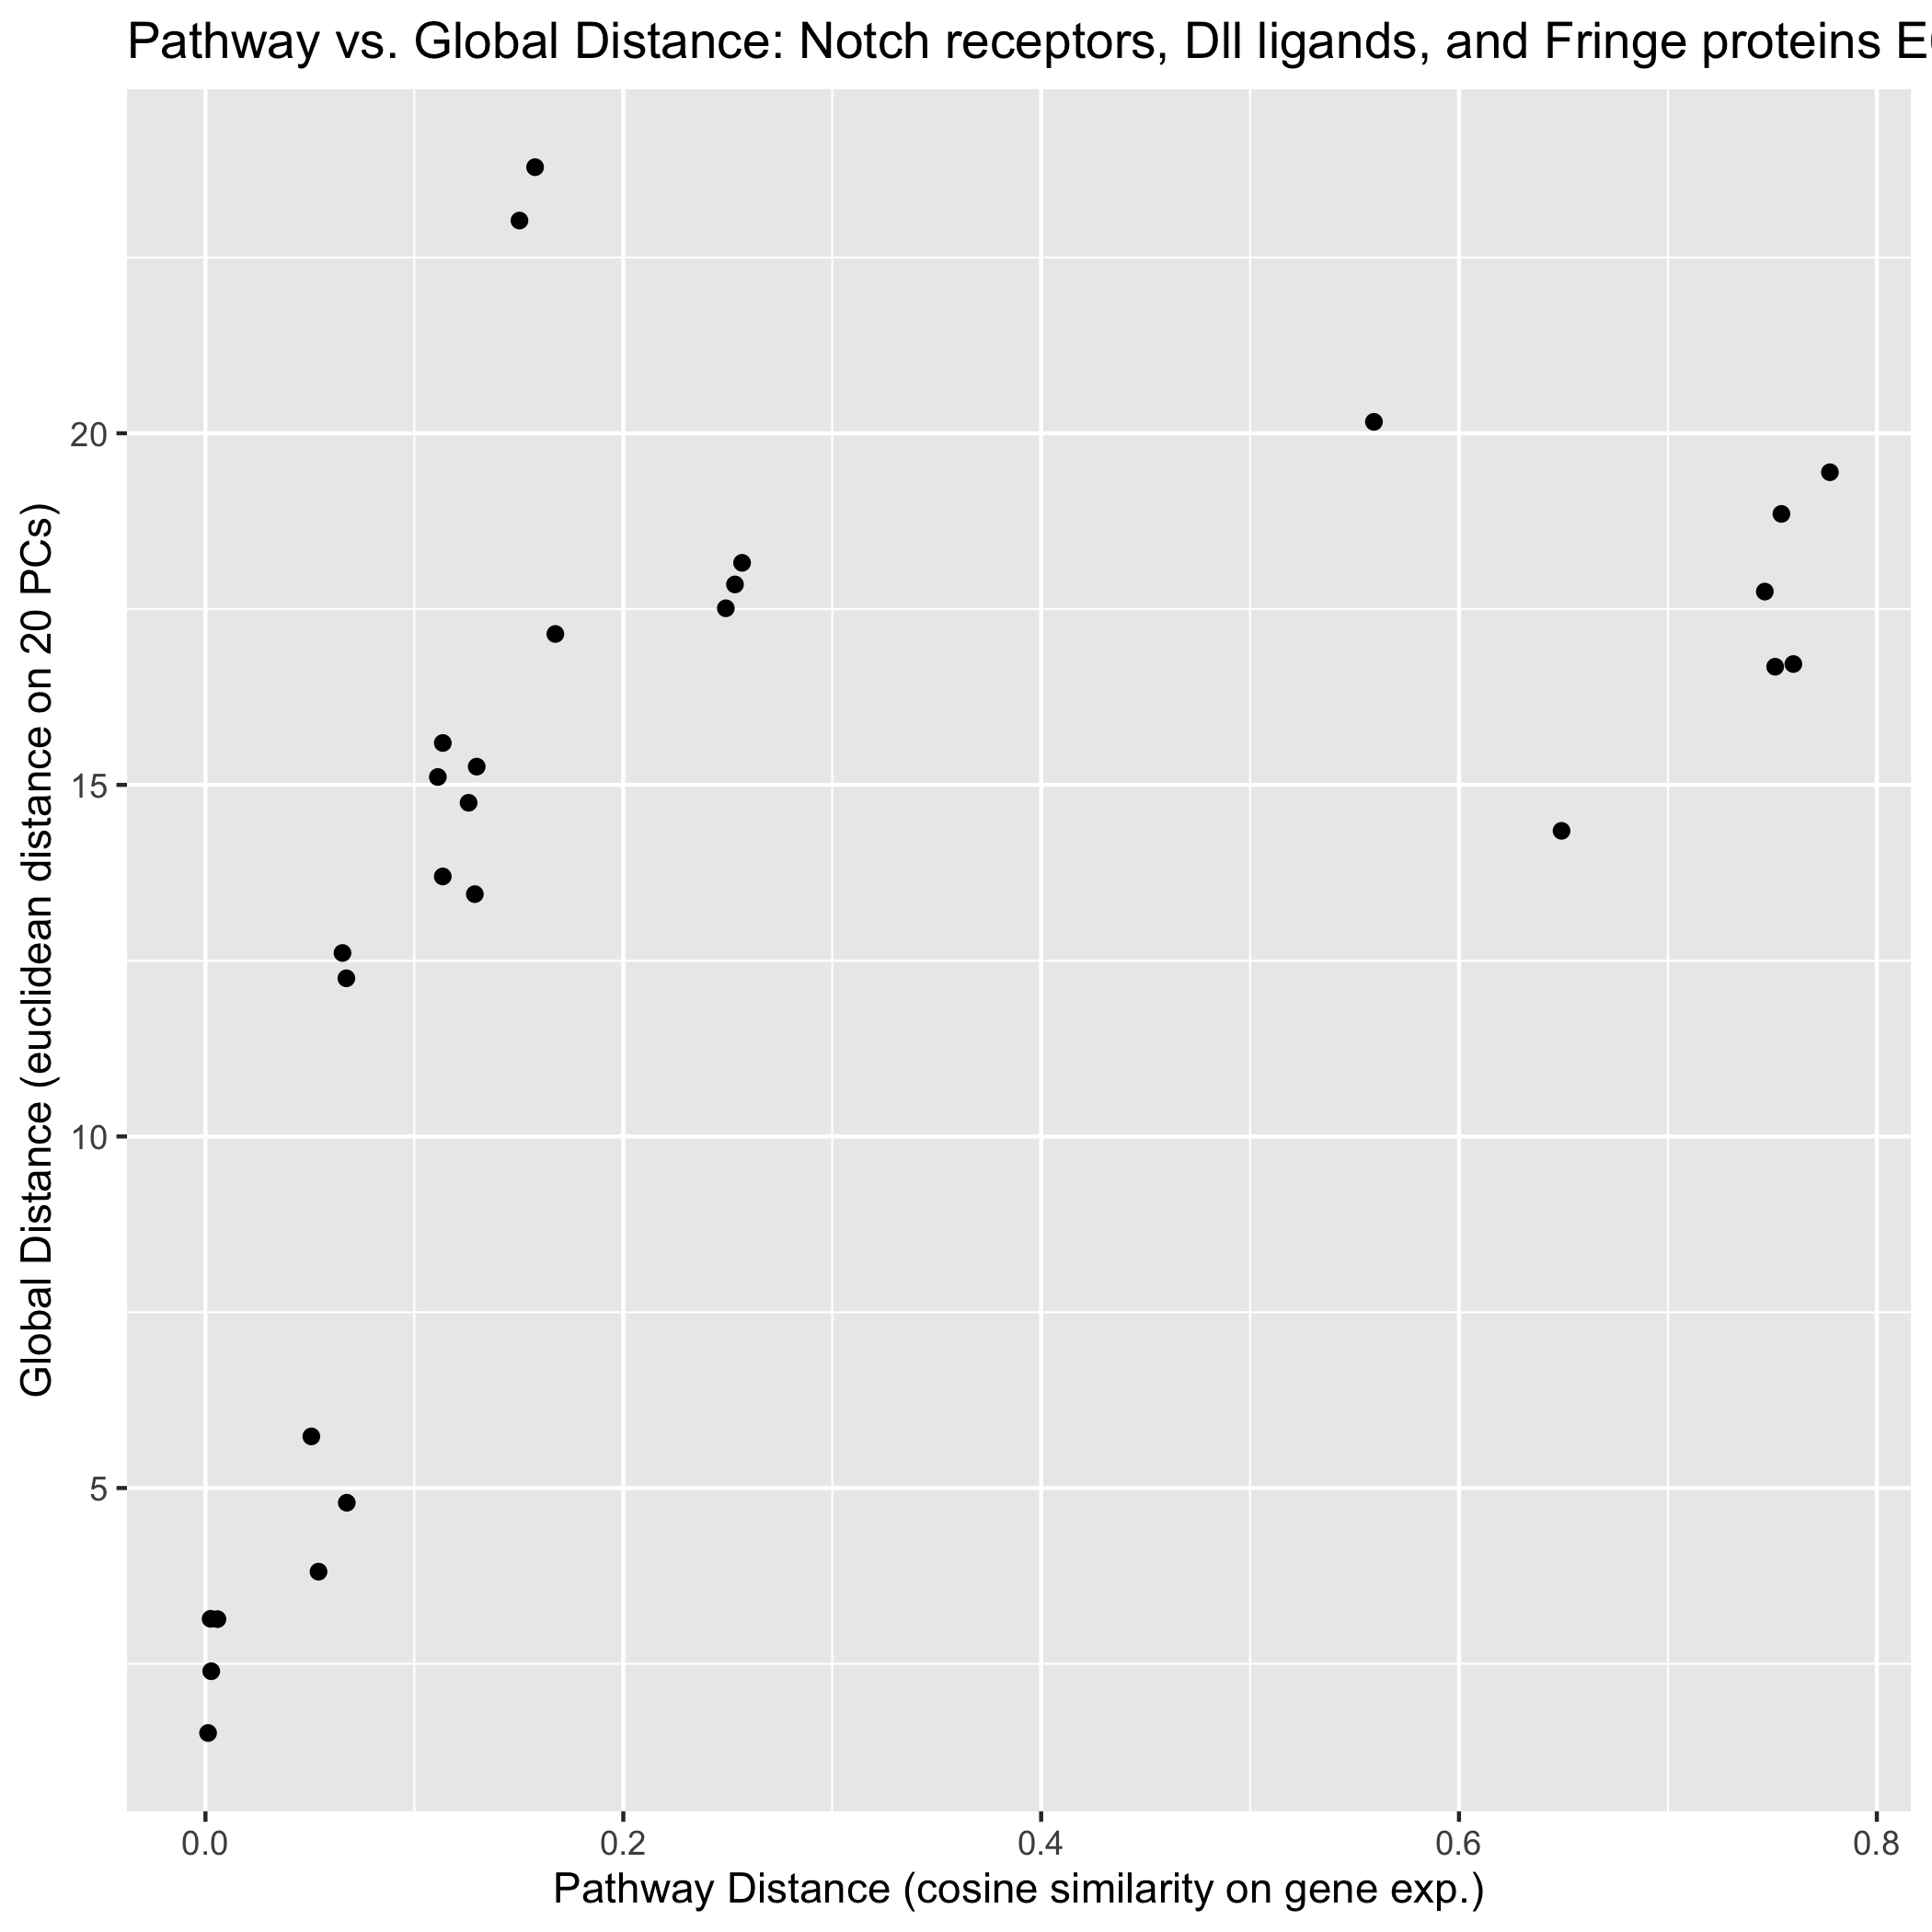 Pathway vs. Global Distance: Notch receptors, Dll ligands, and Fringe proteins
Global Distance (euclidean distance on 20 PCs)
20
15
10
5
0.0 0.2 0.4 0.6 0.8
Pathway Distance (cosine similarity on gene exp.)